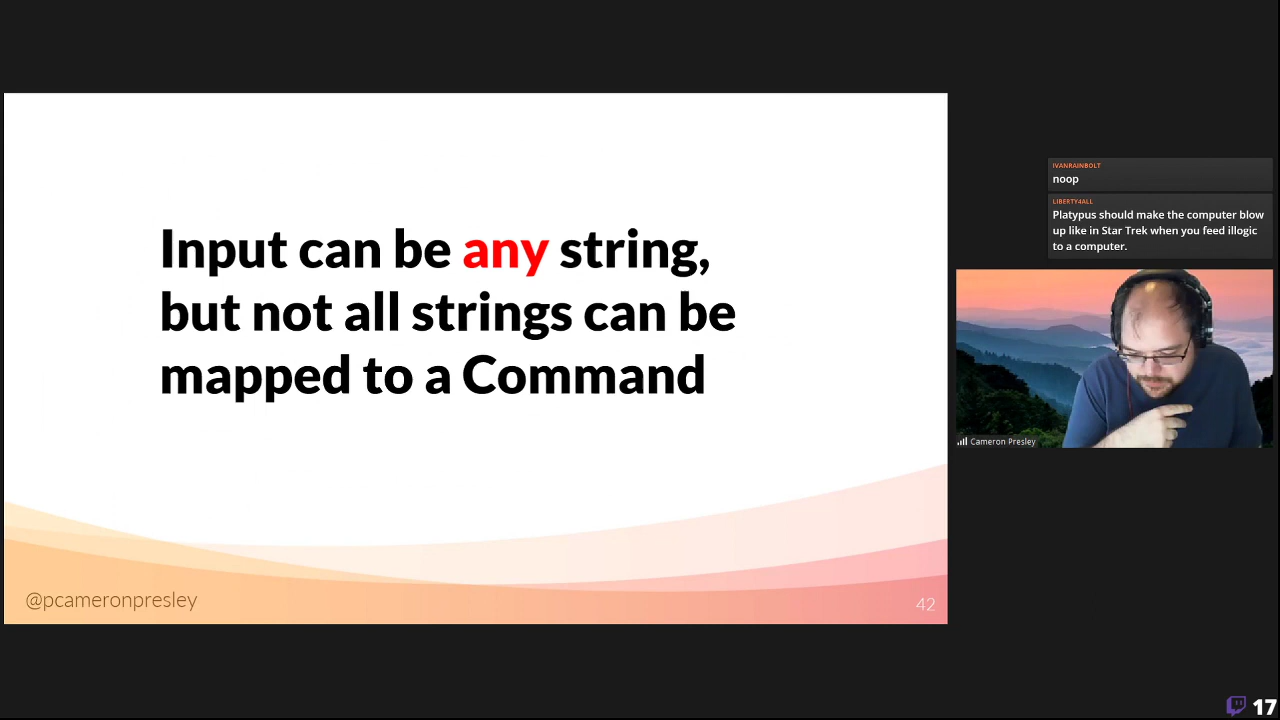 Input can be any string,
but not all strings can be
mapped to a Command
@pcameronpresley
42
IVANRAINBOLT
noop
LIBERTY4ALL
Platypus should make the computer blow
up like in Star Trek when you feed illogic
to a computer.
Cameron Presley
17